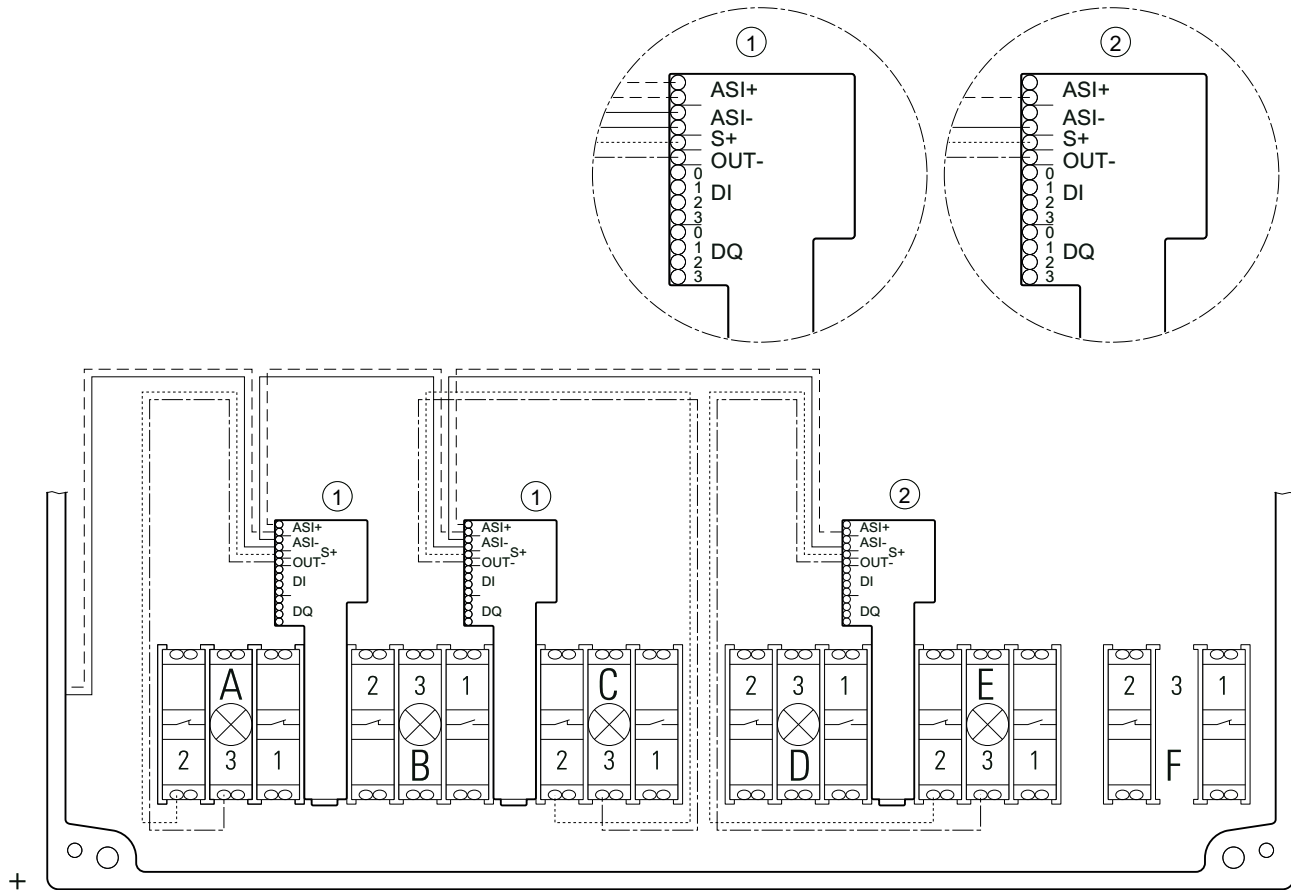 1
ASI+
ASI-
S+
OUT-
0
1 DI
2
3
0
1 DQ
2
3
2
ASI+
ASI-
S+
OUT-
0
1 DI
2
3
0
1 DQ
2
3
1
ASI+
ASI-
S+
OUT-
DI
DQ
1
ASI+
ASI-
S+
OUT-
DI
DQ
2
ASI+
ASI-
S+
OUT-
DI
DQ
A
2 3 1
2 3 1
B
C
2 3 1
2 3 1
D
E
2 3 1
2 3 1
F
+